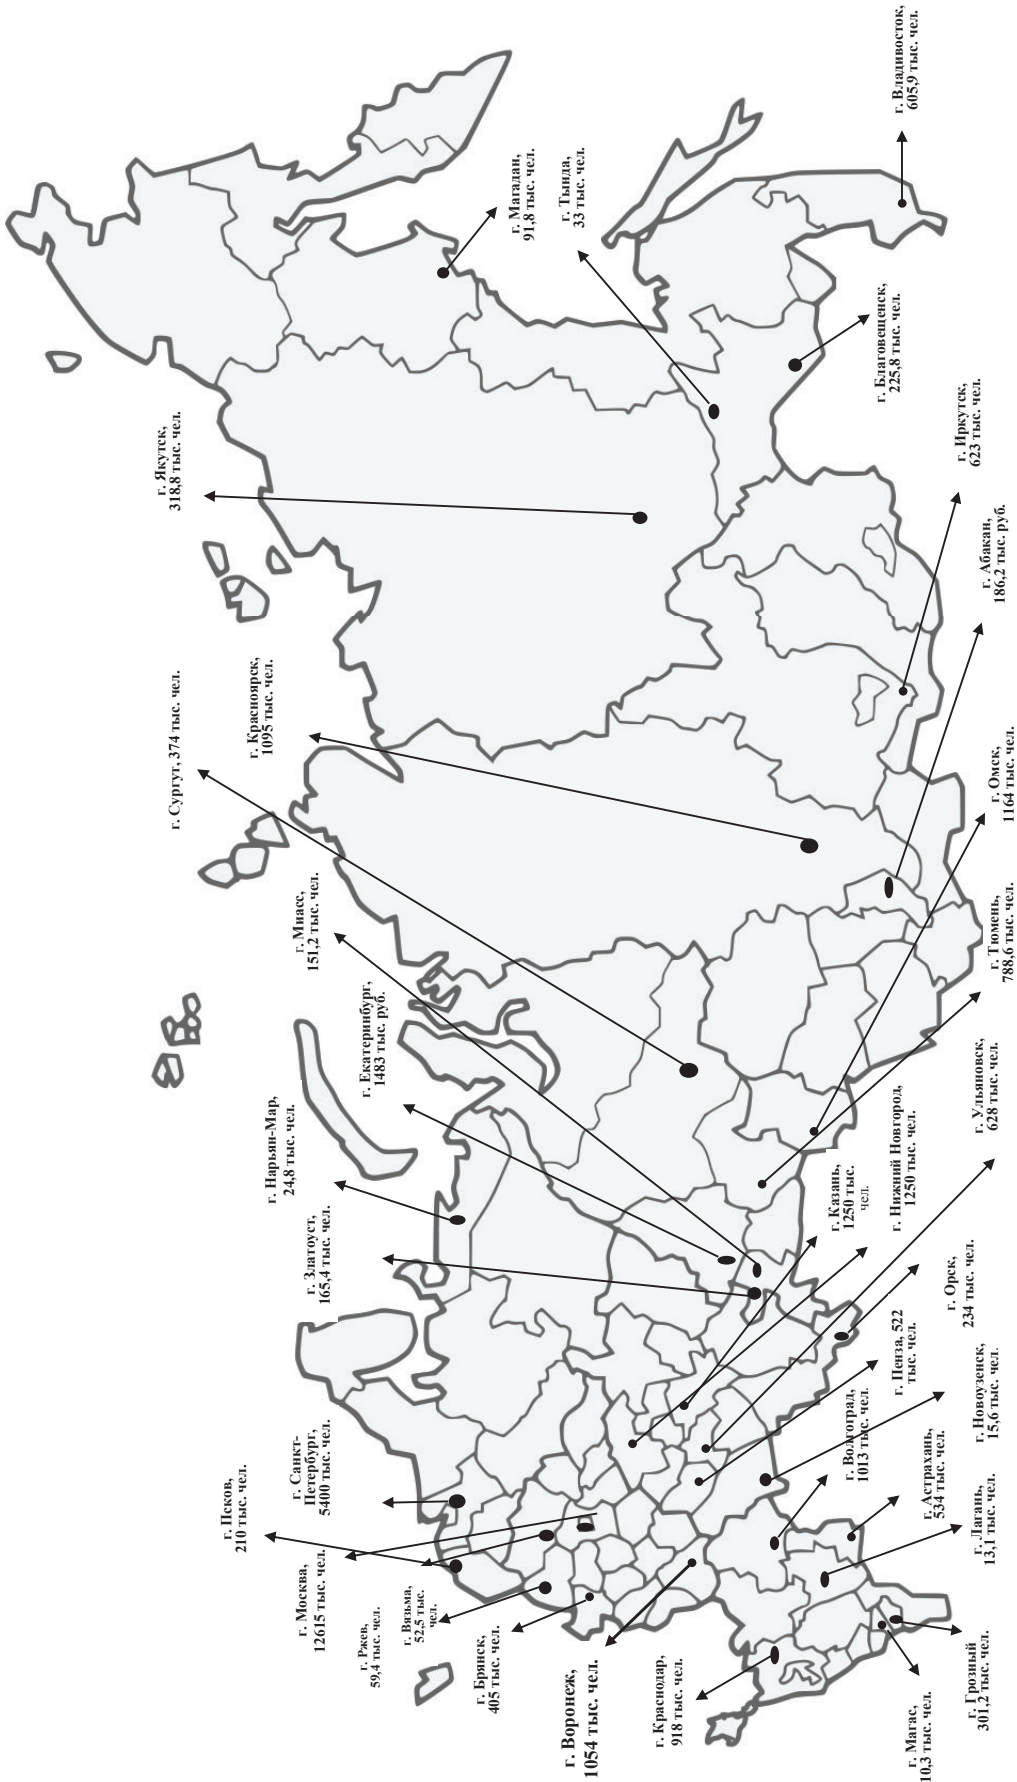 г. Псков,
210 тыс. чел.
г. Москва,
12615 тыс. чел.
г. Ржев,
59,4 тыс. чел.
г. Вязьма,
52,5 тыс.
чел.
г. Брянск,
405 тыс. чел.
г. Воронеж,
1054 тыс. чел.
г. Краснодар,
918 тыс. чел.
г. Магас,
10,3 тыс. чел.
г. Грозный
301,2 тыс. чел.
г. Лагань,
13,1 тыс. чел.
г. Астрахань,
534 тыс. чел.
г. Волгоград,
1013 тыс. чел
г. Новоузенск,
15,6 тыс. чел.
г. Пенза, 522
тыс. чел.
г. Орск,
234 тыс. чел.
г. Санкт-
Петербург,
5400 тыс. чел.
г. Златоуст,
165,4 тыс. чел.
г. Нарьян-Мар,
24,8 тыс. чел.
г. Екатеринбург,
1483 тыс. руб.
г. Миасс,
151,2 тыс. чел.
г. Казань,
1250 тыс.
чел.
г. Нижний Новгород,
1250 тыс. чел.
г. Ульяновск,
628 тыс. чел.
г. Тюмень,
788,6 тыс. чел.
г. Омск,
1164 тыс. чел.
г. Сургут, 374 тыс. чел.
г. Красноярск,
1095 тыс. чел.
г. Абакан,
186,2 тыс. руб.
г. Иркутск,
623 тыс. чел.
г. Якутск,
318,8 тыс. чел.
г. Благовещенск,
225,8 тыс. чел.
г. Магадан,
91,8 тыс. чел.
г. Тында,
33 тыс. чел.
г. Владивосток,
605,9 тыс. чел.